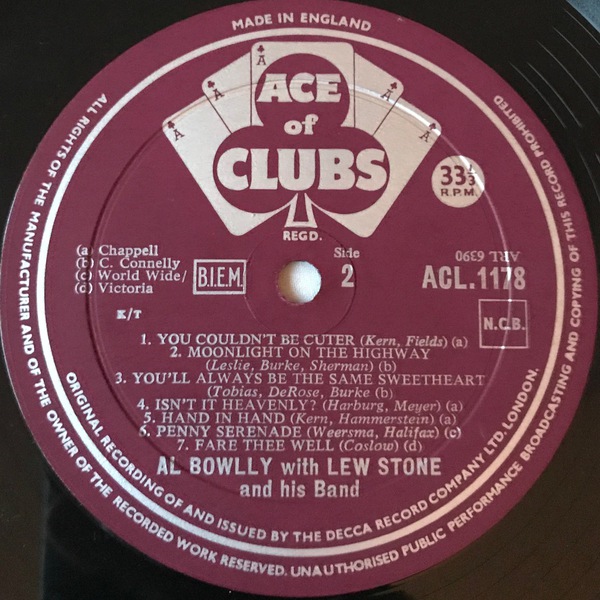 MADE IN ENGLAND
A
A
A
A
A
ACE
of
CLUBS
REGD.
33⅓
R.P.M.
(a) Chappell
(b) C. Connelly
(c) World Wide/
(c) Victoria
B.I.E.M.
Side
2
ARL 6390
ACL.1178
K/T
N.C.B.
1. YOU COULDN'T BE CUTER (Kern, Fields) (a)
2. MOONLIGHT ON THE HIGHWAY
(Leslie, Burke, Sherman) (b)
3. YOU'LL ALWAYS BE THE SAME SWEETHEART
(Tobias, DeRose, Burke (b)
4. ISN'T IT HEAVENLY? (Harburg, Meyer) (a)
5. HAND IN HAND (Kern, Hammerstein) (a)
6. PENNY SERENADE (Weersma, Halifax) (c)
7. FARE THEE WELL (Coslow) (d)
AL BOWLLY with LEW STONE
and his Band
ALL RIGHTS OF THE MANUFACTURER AND OF THE OWNER OF THE RECORDED WORK RESERVED. UNAUTHORISED PUBLIC PERFORMANCE BROADCASTING AND COPYING OF THIS RECORD PROHIBITED
ORIGINAL RECORDING OF AND ISSUED BY THE DECCA RECORD COMPANY LTD. LONDON.